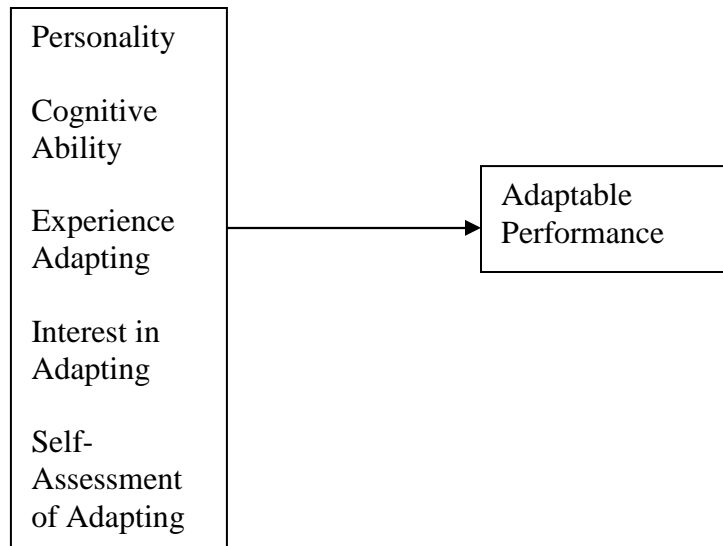 Personality
Cognitive
Ability
Experience
Adapting
Interest in
Adapting
Self-
Assessment
of Adapting
Adaptable
Performance